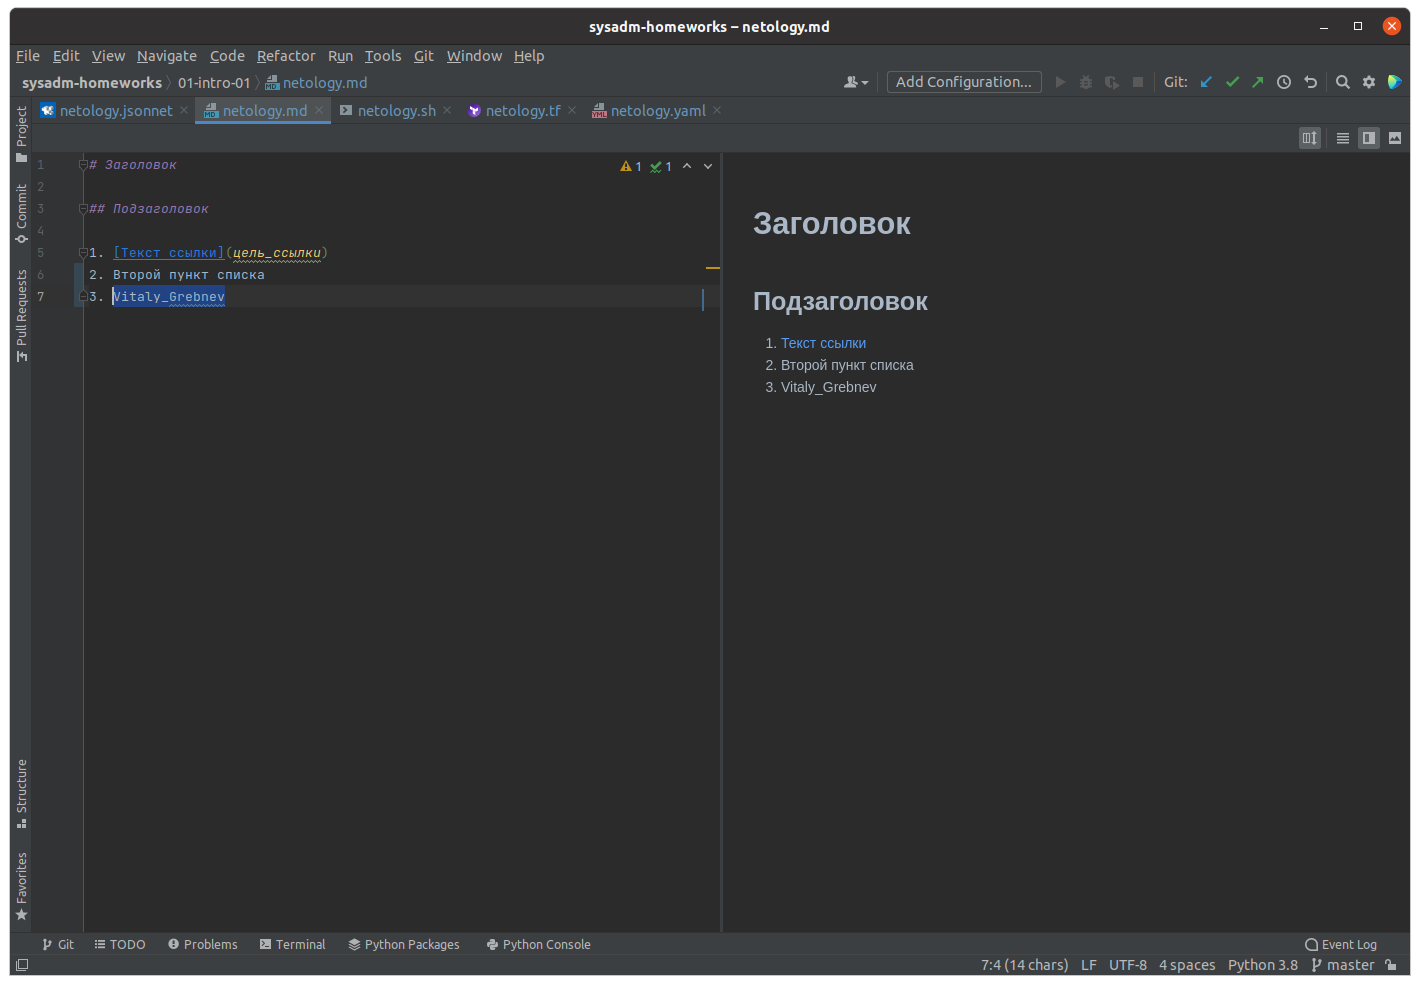 sysadm-homeworks – netology.md
File Edit View Navigate Code Refactor Run Tools Git Window Help
sysadm-homeworks 01-intro-01 netology.md Add Configuration... Git:
netology.jsonnet netology.md netology.sh netology.tf netology.yaml
Project
Commit
Pull Requests
Structure
Favorites
1 # Заголовок
2
3 ## Подзаголовок
4
5 1. [Текст ссылки](цель_ссылки)
6 2. Второй пункт списка
7 3. Vitaly_Grebnev
1 1
Заголовок
Подзаголовок
1. Текст ссылки
2. Второй пункт списка
3. Vitaly_Grebnev
Git TODO Problems Terminal Python Packages Python Console Event Log
7:4 (14 chars) LF UTF-8 4 spaces Python 3.8 master